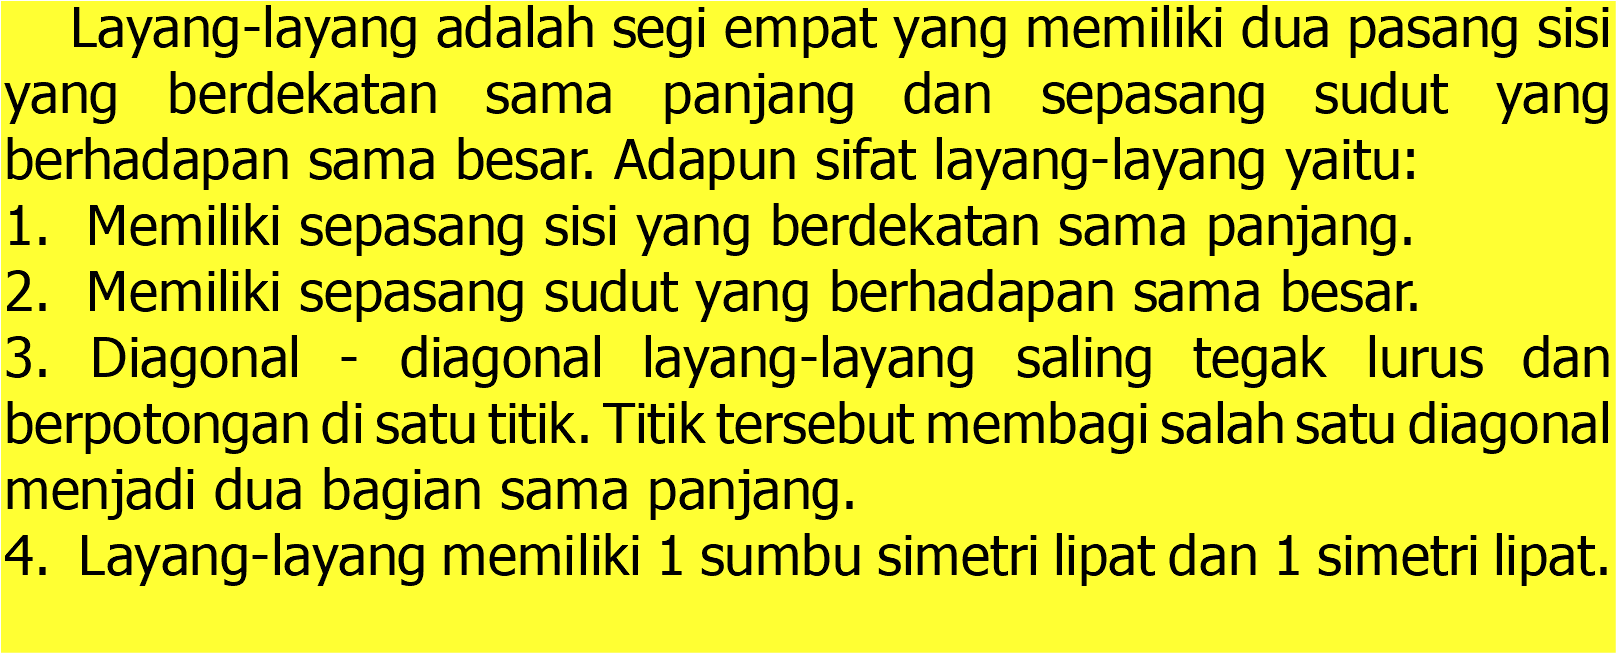 Layang-layang adalah segi empat yang memiliki dua pasang sisi
yang berdekatan sama panjang dan sepasang sudut yang
berhadapan sama besar. Adapun sifat layang-layang yaitu:
1. Memiliki sepasang sisi yang berdekatan sama panjang.
2. Memiliki sepasang sudut yang berhadapan sama besar.
3. Diagonal - diagonal layang-layang saling tegak lurus dan
berpotongan di satu titik. Titik tersebut membagi salah satu diagonal
menjadi dua bagian sama panjang.
4. Layang-layang memiliki 1 sumbu simetri lipat dan 1 simetri lipat.